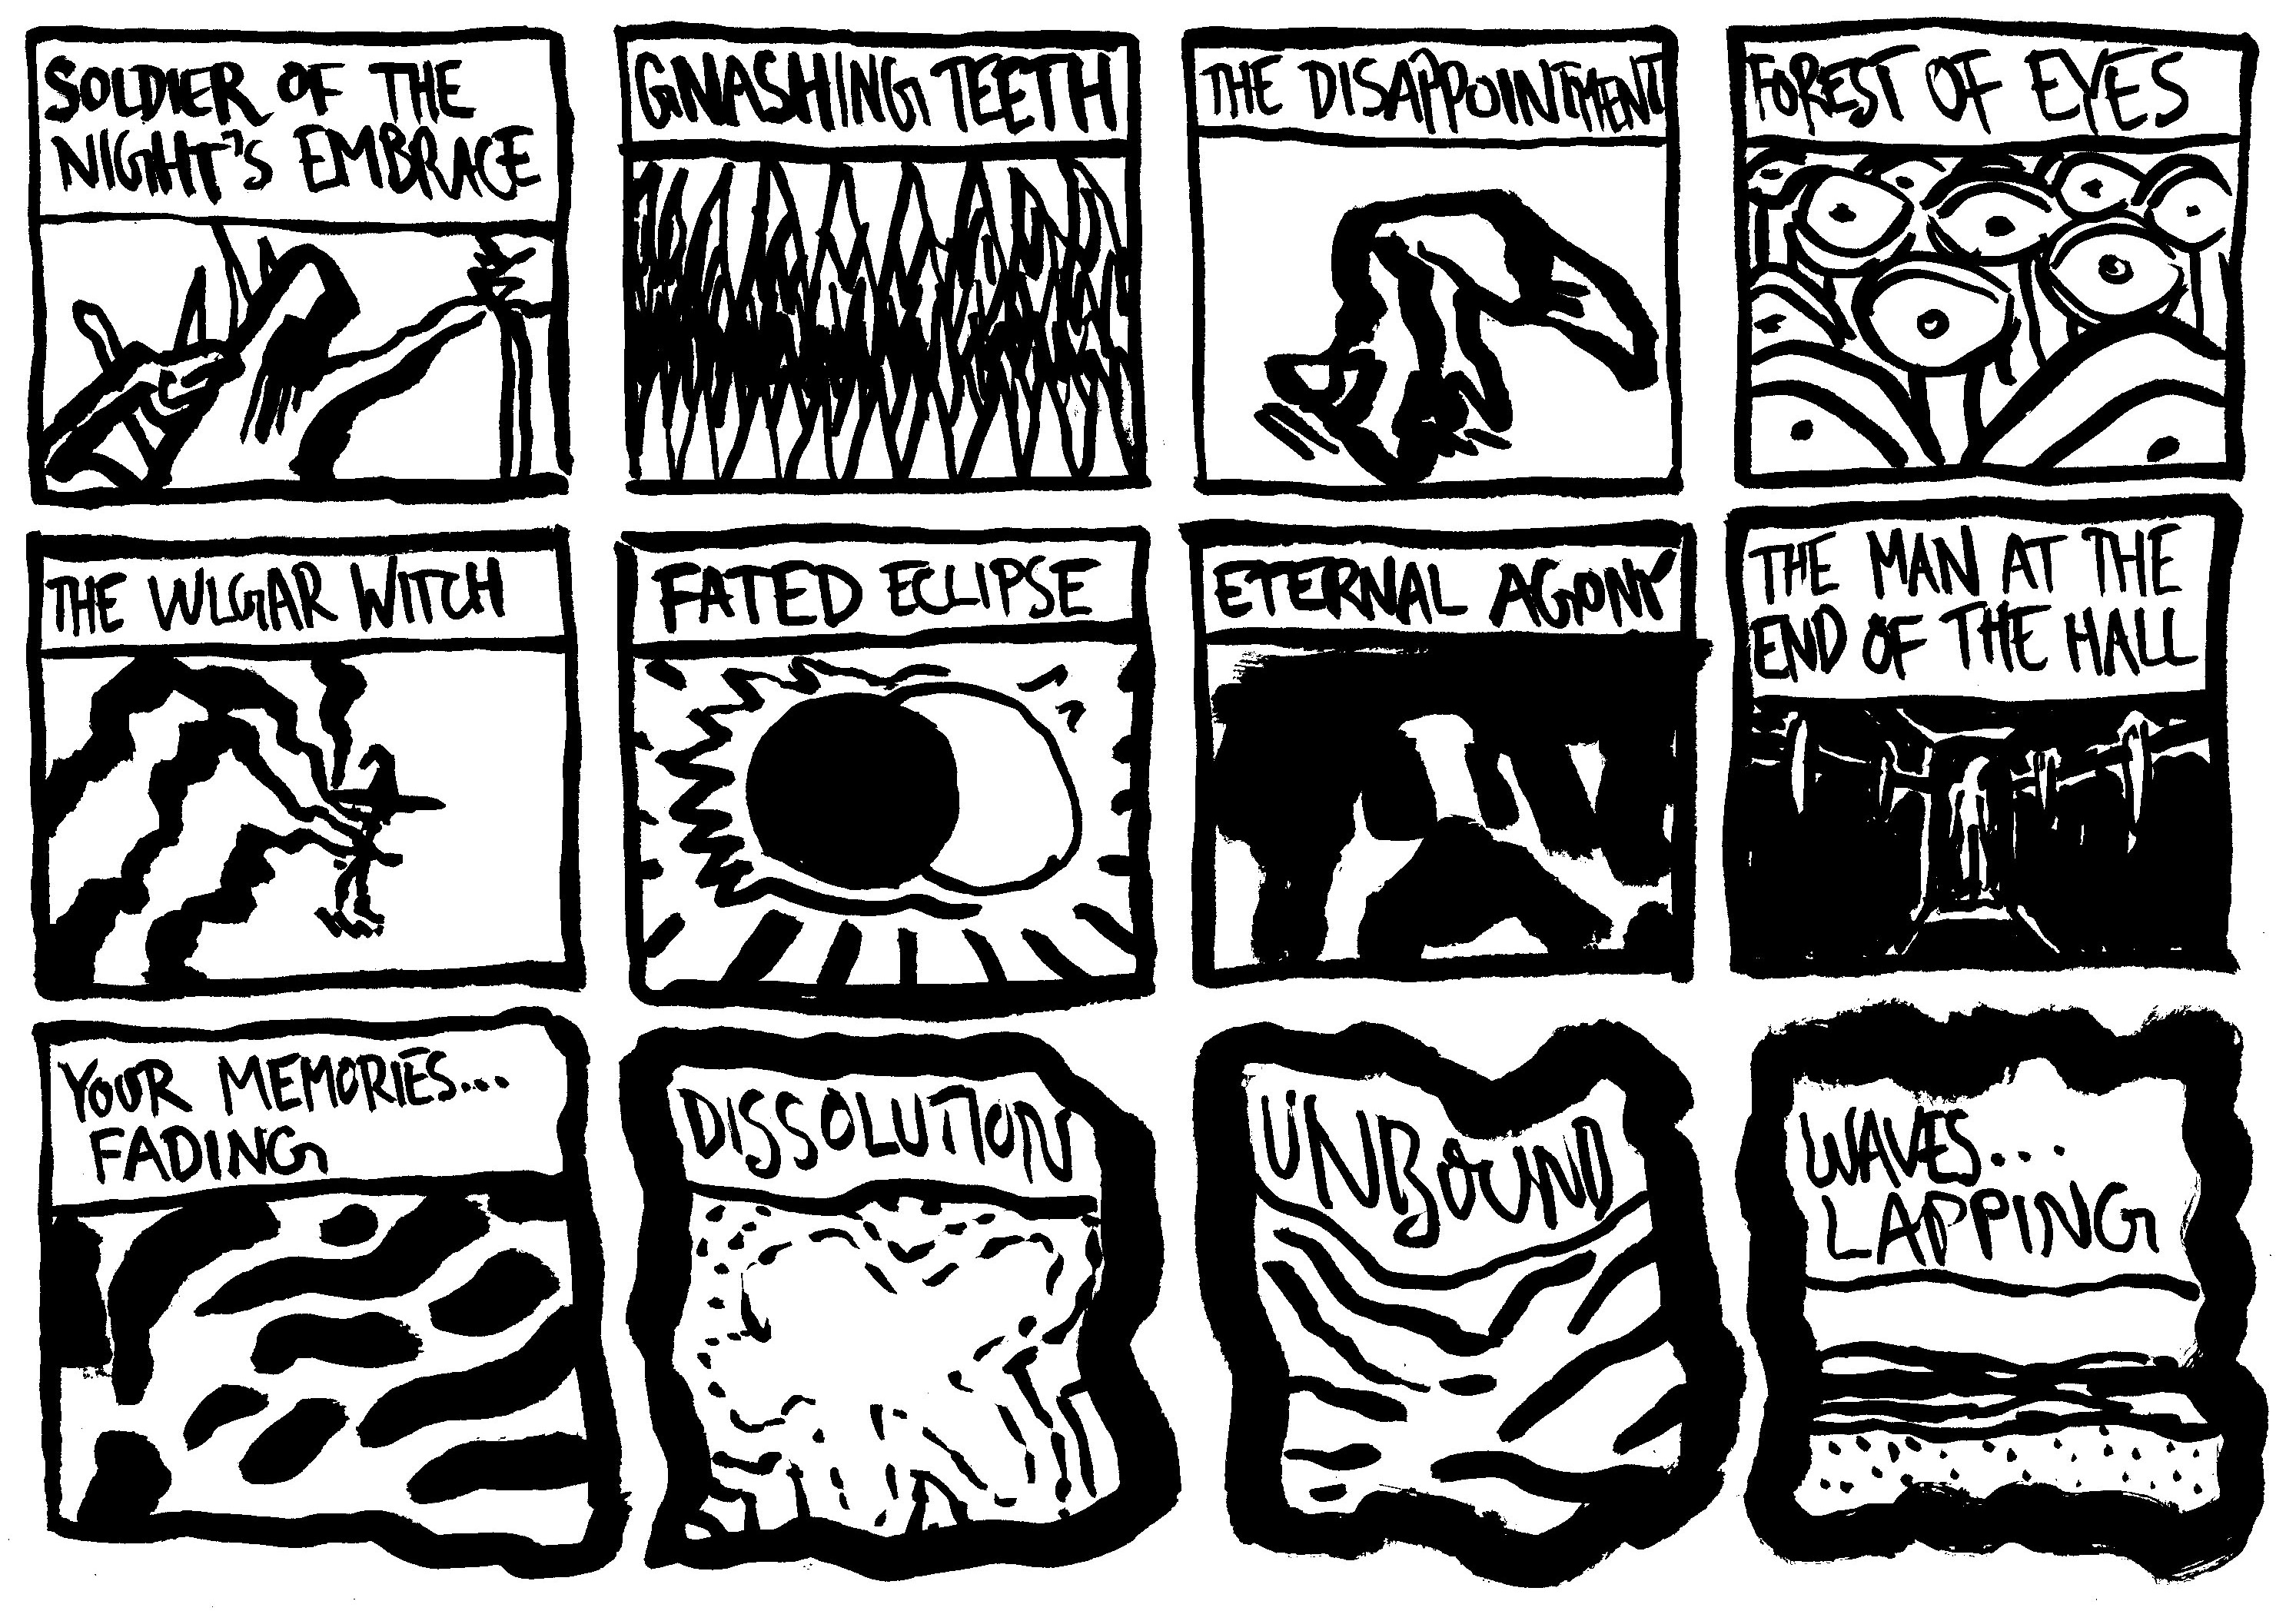 SOLDIER OF THE
NIGHT'S EMBRACE
GNASHING TEETH
THE DISAPPOINTMENT
FOREST OF EYES
THE VULGAR WITCH
FATED ECLIPSE
ETERNAL AGONY
THE MAN AT THE
END OF THE HALL
YOUR MEMORIES...
FADING
DISSOLUTION
UNBOUND
WAVES...
LAPPING